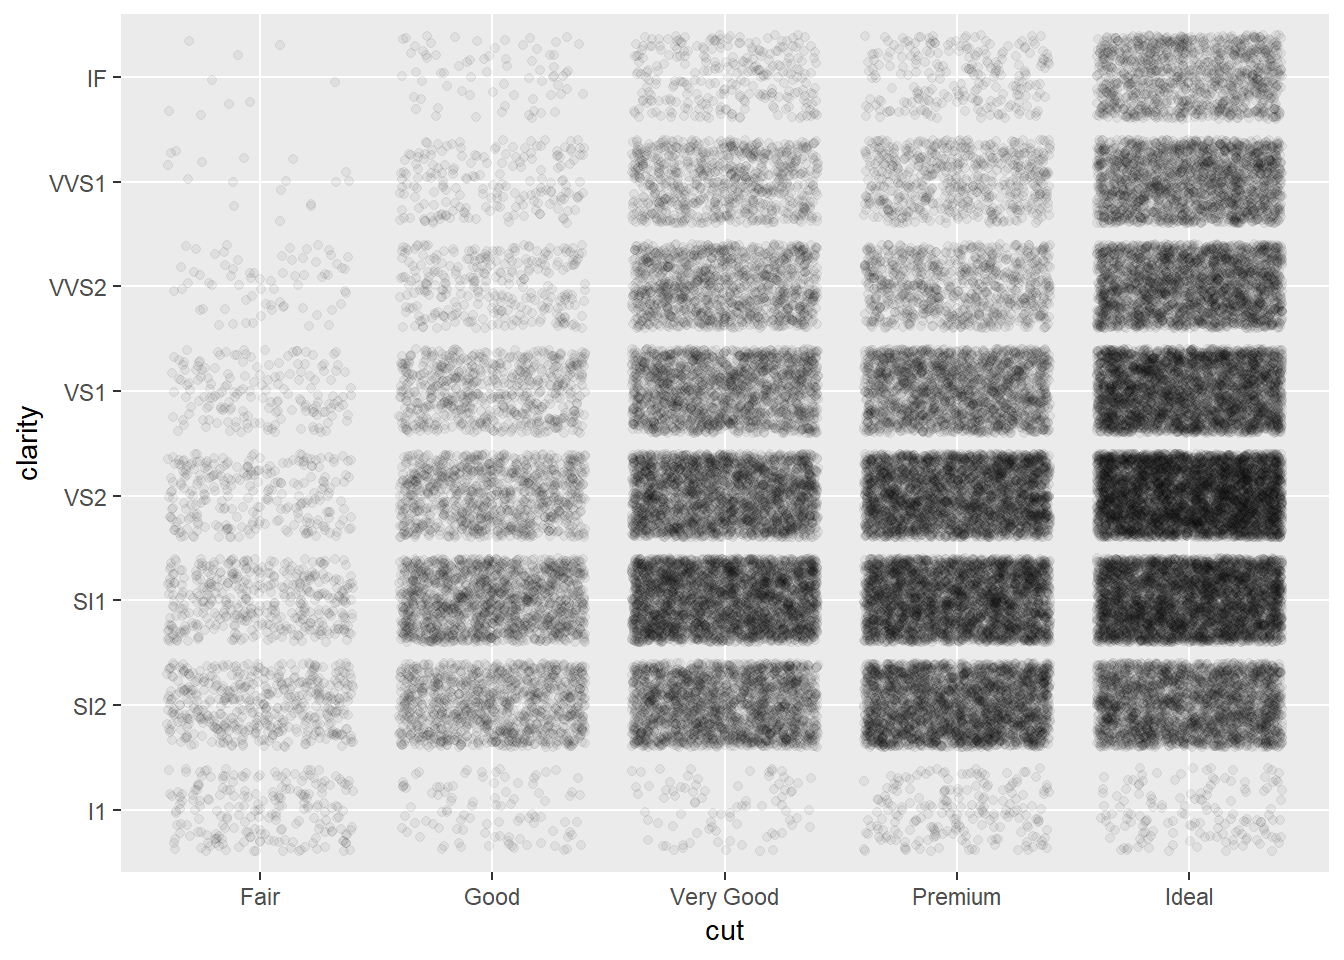 IF
VVS1
VVS2
VS1
VS2
SI1
SI2
I1
clarity
Fair Good Very Good Premium Ideal
cut